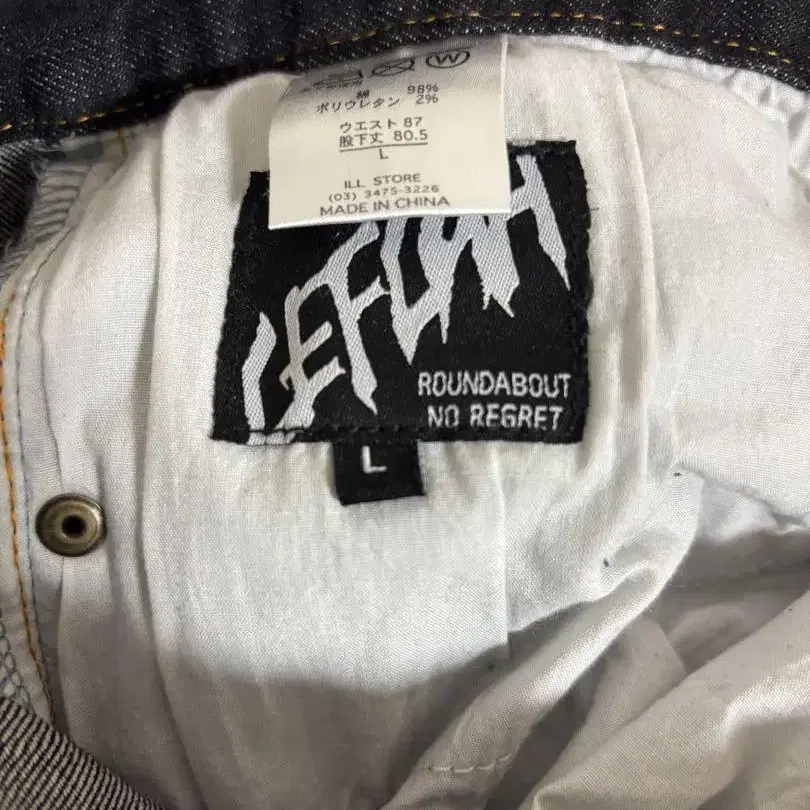 W
綿 98%
ポリウレタン 2%
ウエスト 87
股下丈 80.5
L
ILL STORE
(03) 3475-3226
MADE IN CHINA
LEFLAH
ROUNDABOUT
NO REGRET
L